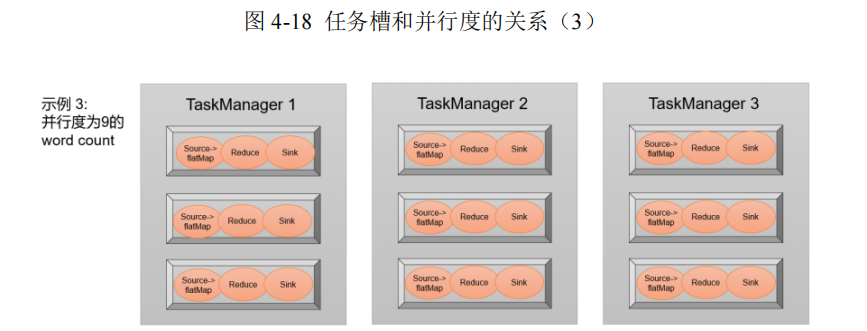 图 4-18 任务槽和并行度的关系（3）
示例 3:
并行度为9的
word count
TaskManager 1
Source->
flatMap
Reduce
Sink
Source->
flatMap
Reduce
Sink
Source->
flatMap
Reduce
Sink
TaskManager 2
Source->
flatMap
Reduce
Sink
Source->
flatMap
Reduce
Sink
Source->
flatMap
Reduce
Sink
TaskManager 3
Source->
flatMap
Reduce
Sink
Source->
flatMap
Reduce
Sink
Source->
flatMap
Reduce
Sink